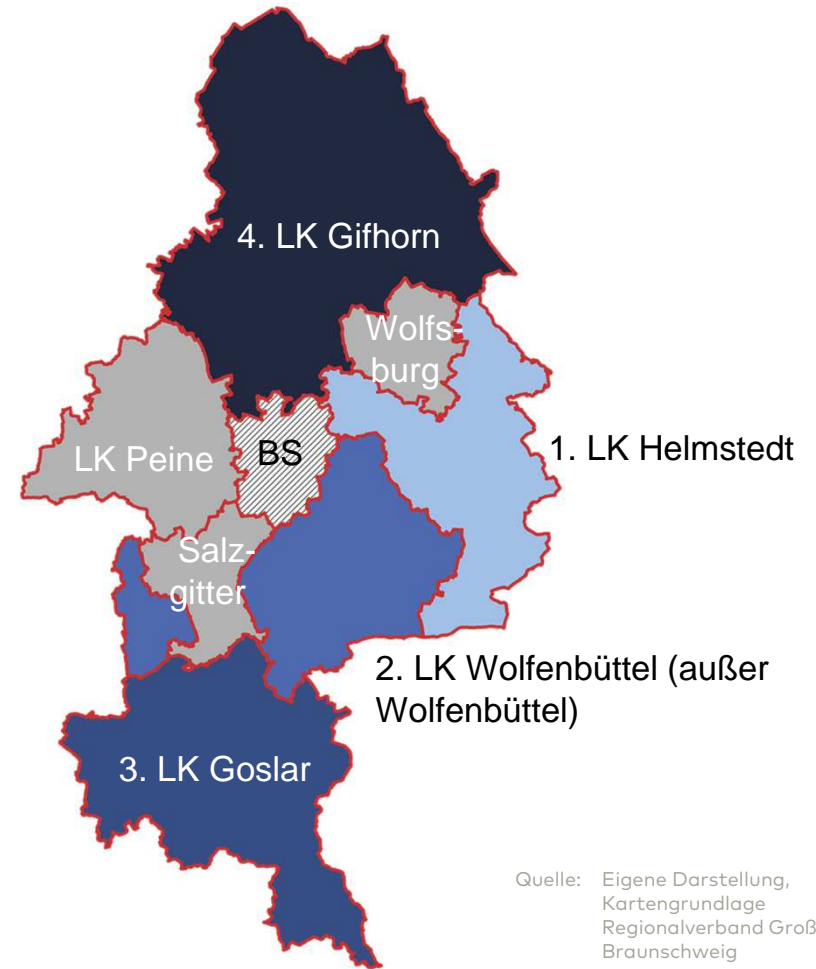 4. LK Gifhorn
Wolfs-
burg
LK Peine
BS
1. LK Helmstedt
Salz-
gitter
2. LK Wolfenbüttel (außer
Wolfenbüttel)
3. LK Goslar
Quelle: Eigene Darstellung,
Kartengrundlage
Regionalverband Groß
Braunschweig